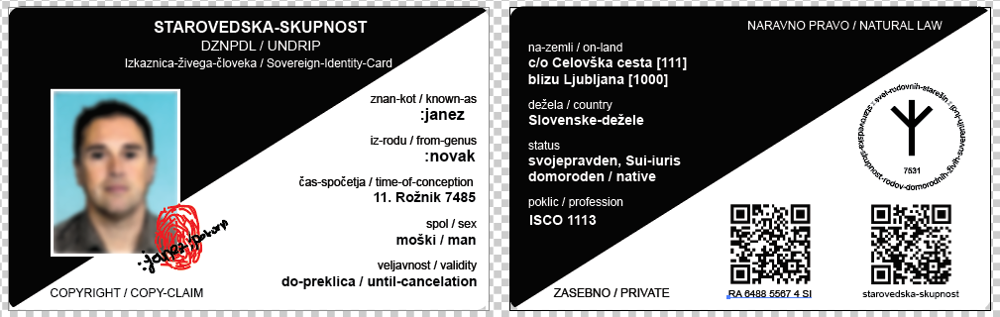 STAROVEDSKA-SKUPNOST
DZNPDL / UNDRIP
Izkaznica-živega-človeka / Sovereign-Identity-Card
znan-kot / known-as
:janez
iz-rodu / from-genus
:novak
čas-spočetja / time-of-conception
11. Rožnik 7485
spol / sex
moški / man
veljavnost / validity
do-preklica / until-cancelation
COPYRIGHT / COPY-CLAIM
NARAVNO PRAVO / NATURAL LAW
na-zemli / on-land
c/o Celovška cesta [111]
blizu Ljubljana [1000]
dežela / country
Slovenske-dežele
status
svojepravden, Sui-iuris
domoroden / native
poklic / profession
ISCO 1113
svet-rodovnih-starešin
Starovedska-skupnost-rodov-domorodnih-živih-suverenih-ljudi
7531
ZASEBNO / PRIVATE
RA 6488 5567 4 SI
starovedska-skupnost